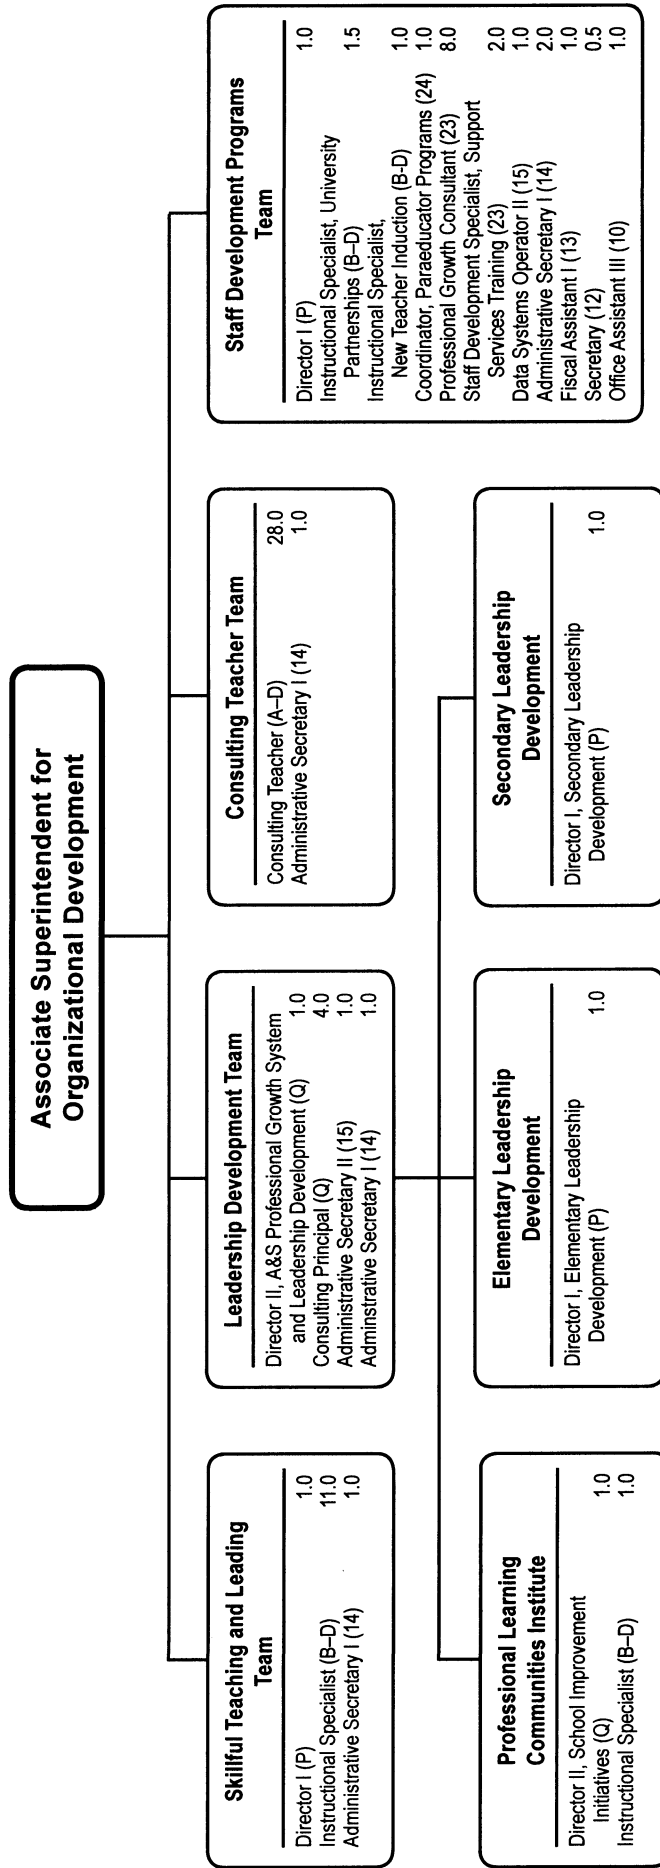 Associate Superintendent for
Organizational Development
Skillful Teaching and Leading
Team
Director I (P) 1.0
Instructional Specialist (B–D) 11.0
Administrative Secretary I (14) 1.0
Leadership Development Team
Director II, A&S Professional Growth System
and Leadership Development (Q) 1.0
Consulting Principal (Q) 4.0
Administrative Secretary II (15) 1.0
Adminstrative Secretary I (14) 1.0
Consulting Teacher Team
Consulting Teacher (A–D) 28.0
Administrative Secretary I (14) 1.0
Staff Development Programs
Team
Director I (P) 1.0
Instructional Specialist, University
Partnerships (B–D) 1.5
Instructional Specialist,
New Teacher Induction (B-D) 1.0
Coordinator, Paraeducator Programs (24) 1.0
Professional Growth Consultant (23) 8.0
Staff Development Specialist, Support
Services Training (23) 2.0
Data Systems Operator II (15) 1.0
Administrative Secretary I (14) 2.0
Fiscal Assistant I (13) 1.0
Secretary (12) 0.5
Office Assistant III (10) 1.0
Professional Learning
Communities Institute
Director II, School Improvement
Initiatives (Q) 1.0
Instructional Specialist (B–D) 1.0
Elementary Leadership
Development
Director I, Elementary Leadership
Development (P) 1.0
Secondary Leadership
Development
Director I, Secondary Leadership
Development (P) 1.0